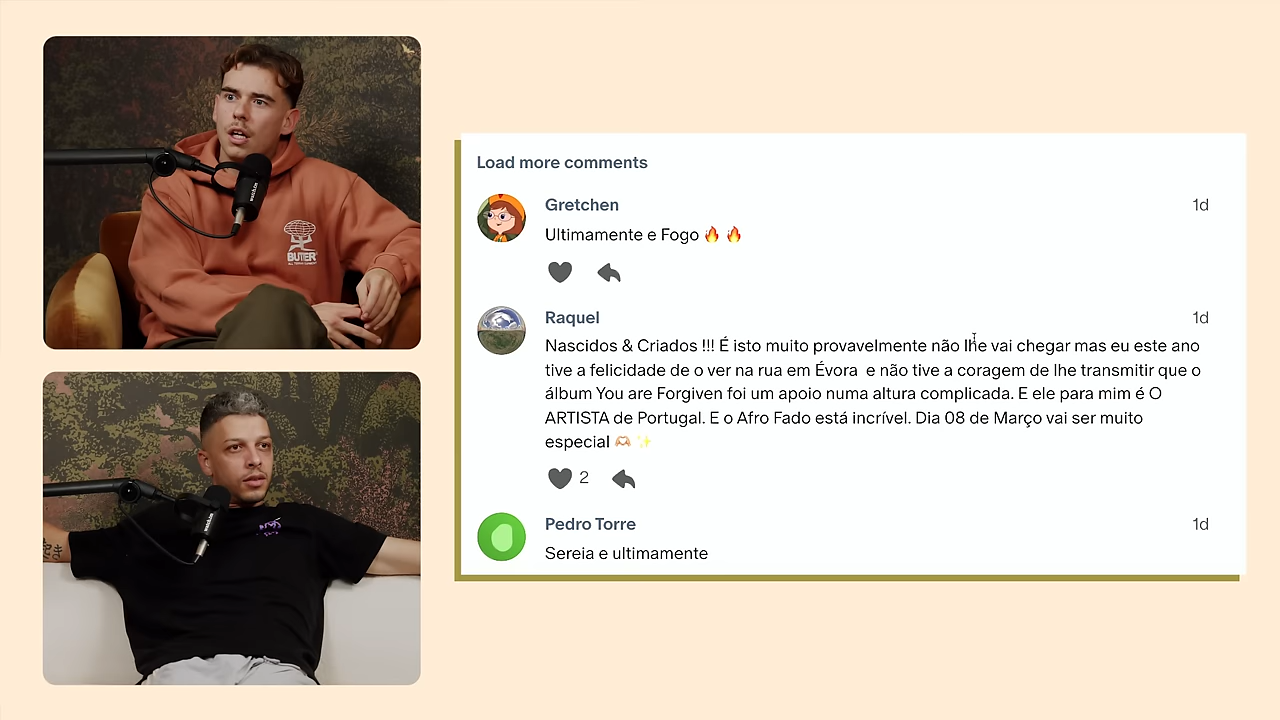 BUTTER
Load more comments
Gretchen
1d
Ultimamente e Fogo 🔥 🔥
Raquel
1d
Nascidos & Criados !!! É isto muito provavelmente não lhe vai chegar mas eu este ano
tive a felicidade de o ver na rua em Évora e não tive a coragem de lhe transmitir que o
álbum You are Forgiven foi um apoio numa altura complicada. E ele para mim é O
ARTISTA de Portugal. E o Afro Fado está incrível. Dia 08 de Março vai ser muito
especial 🫶🏻 ✨
2
Pedro Torre
1d
Sereia e ultimamente